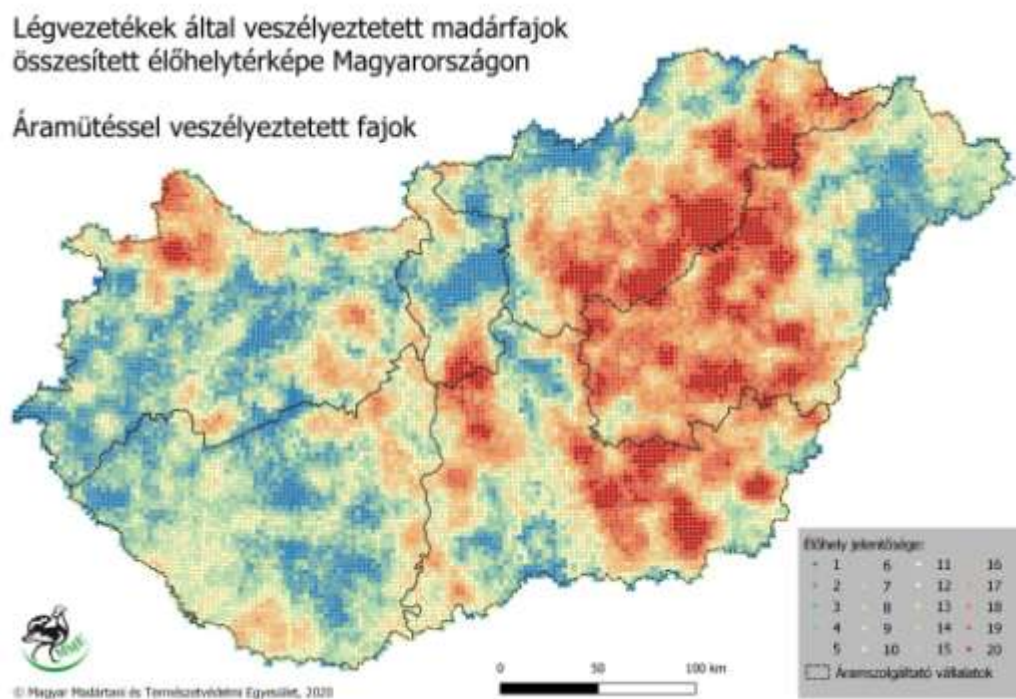 Légvezetékek által veszélyeztetett madárfajok
összesített élőhelytérképe Magyarországon
Áramütéssel veszélyeztetett fajok
Élőhely jelentősége:
1 6 11 16
2 7 12 17
3 8 13 18
4 9 14 19
5 10 15 20
Áramszolgáltató vállalatok
0 50 100 km
MME
© Magyar Madártani és Természetvédelmi Egyesület, 2020